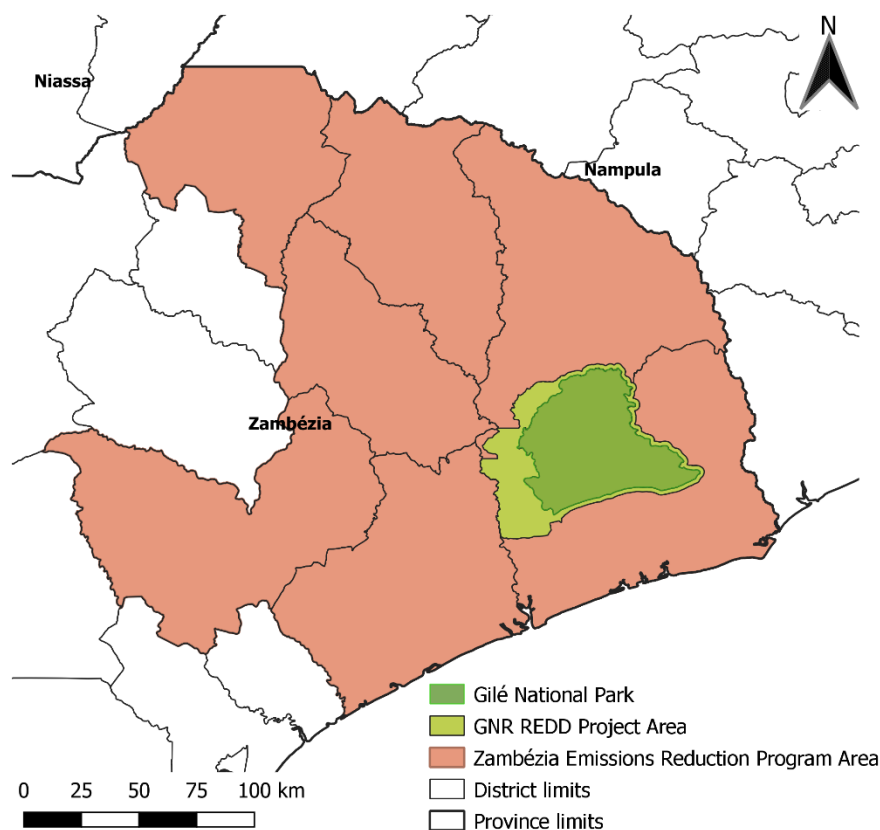 N
Niassa
Nampula
Zambézia
Gilé National Park
GNR REDD Project Area
Zambézia Emissions Reduction Program Area
District limits
Province limits
0 25 50 75 100 km